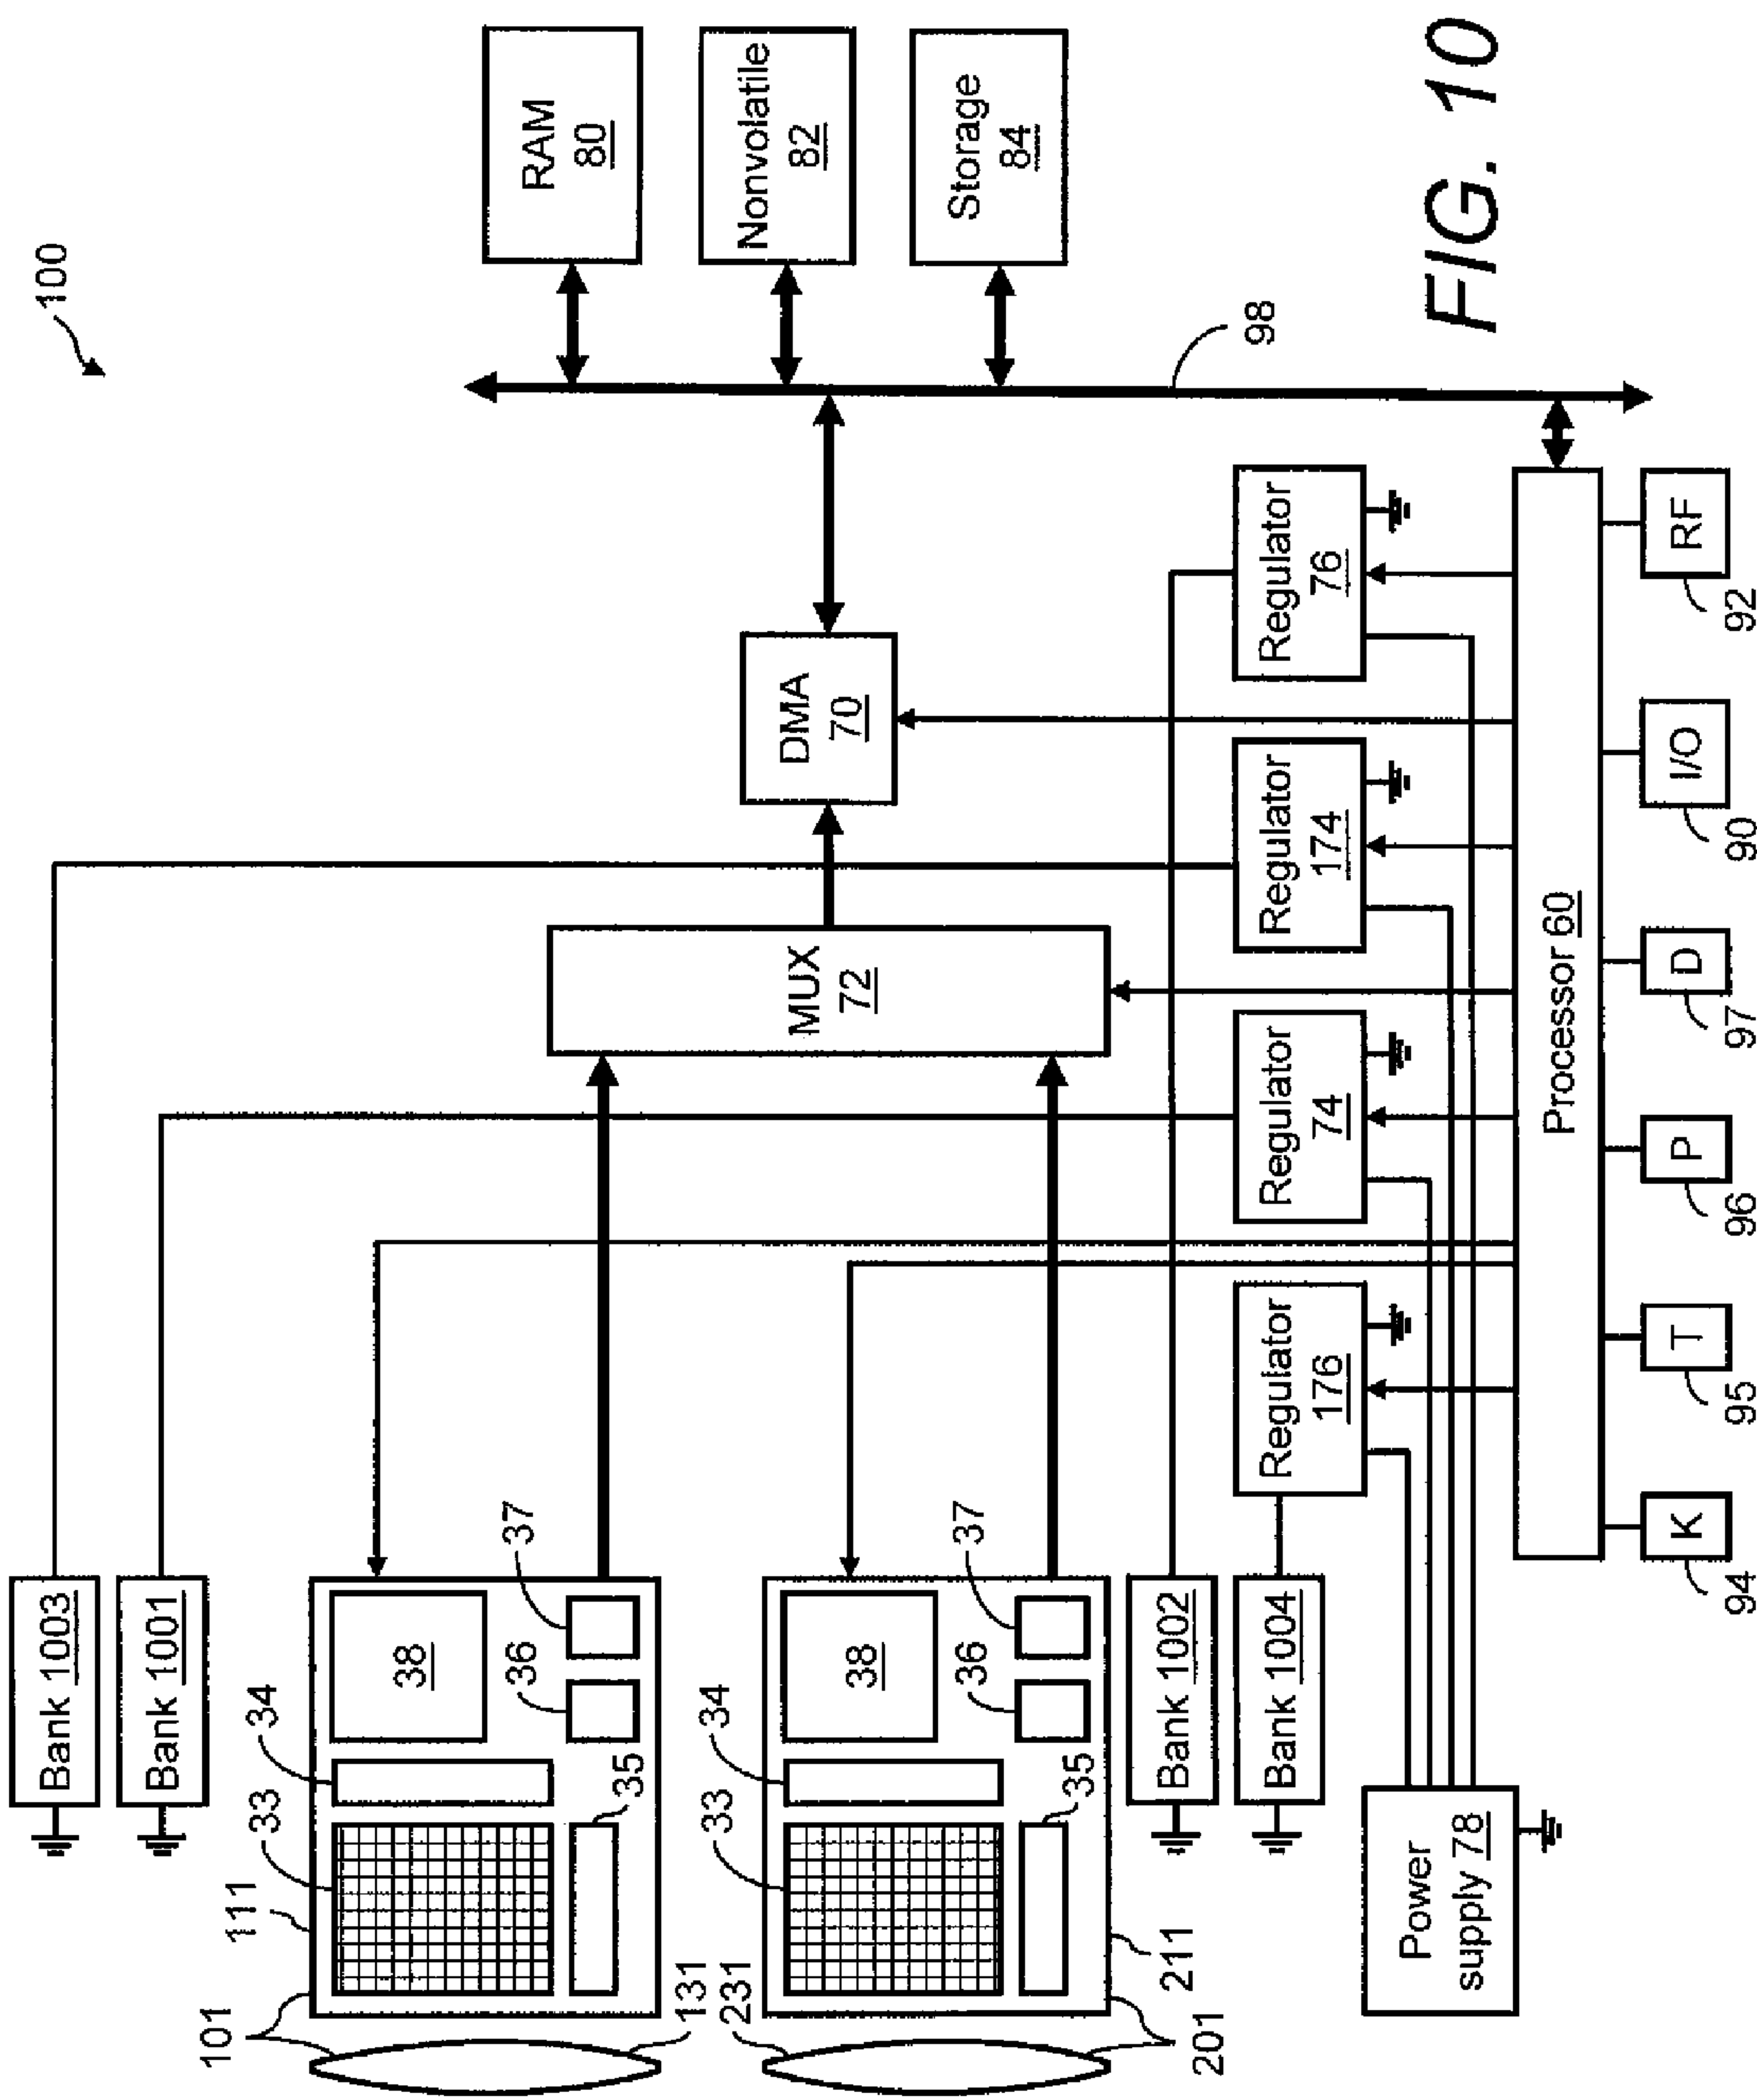 100
Bank 1003
Bank 1001
RAM
80
Nonvolatile
82
Storage
84
101
111
33
34
38
36
37
35
131
MUX
72
DMA
70
98
231
33
34
38
36
37
35
211
201
Bank 1002
Bank 1004
Regulator
176
Regulator
74
Regulator
174
Regulator
76
Power
supply 78
Processor 60
K
94
T
95
P
96
D
97
I/O
90
RF
92
FIG. 10